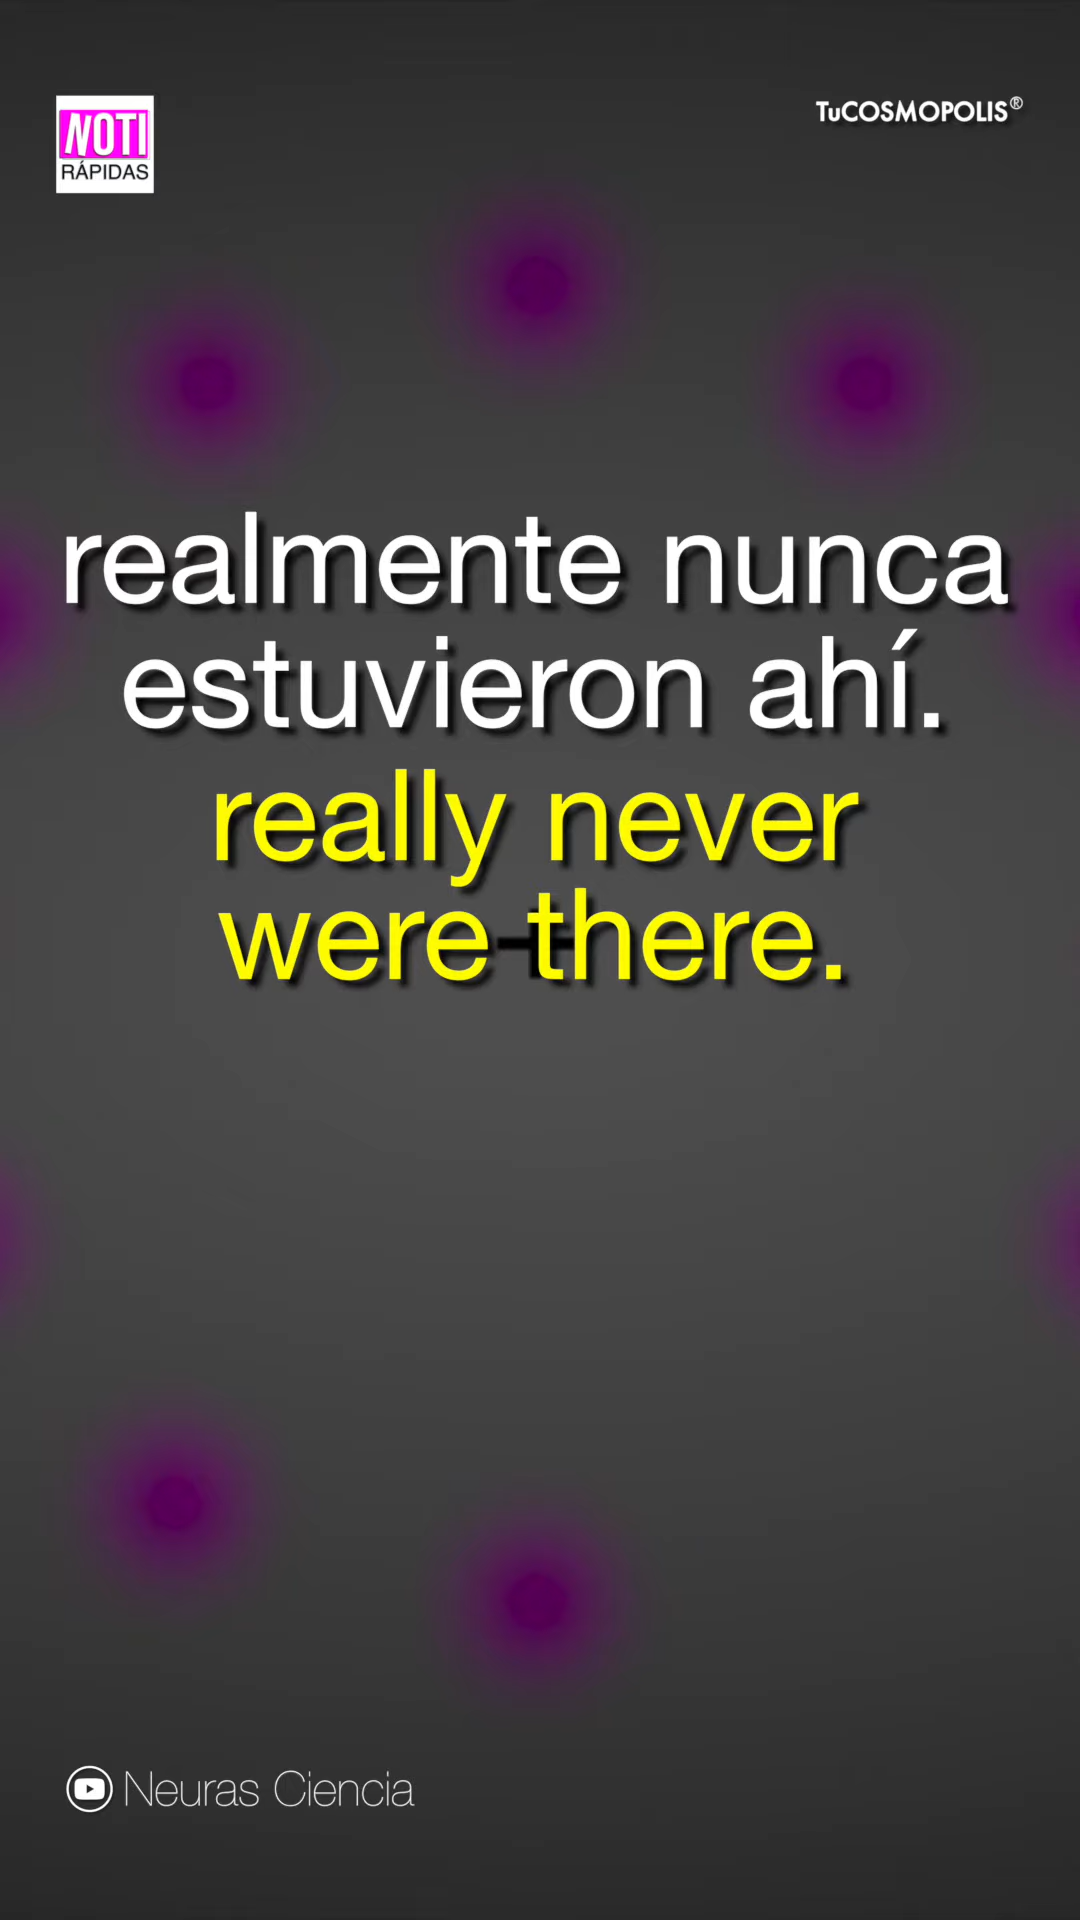 NOTI
RÁPIDAS
TuCOSMOPOLIS®
realmente nunca
estuvieron ahí.
really never
were there.
Neuras Ciencia